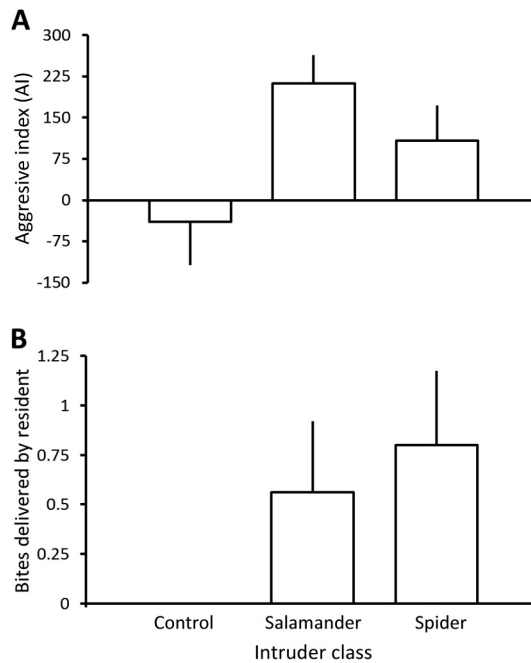 A
Aggresive index (AI)
300
225
150
75
0
-75
-150
B
Bites delivered by resident
1.25
1
0.75
0.5
0.25
0
Control Salamander Spider
Intruder class